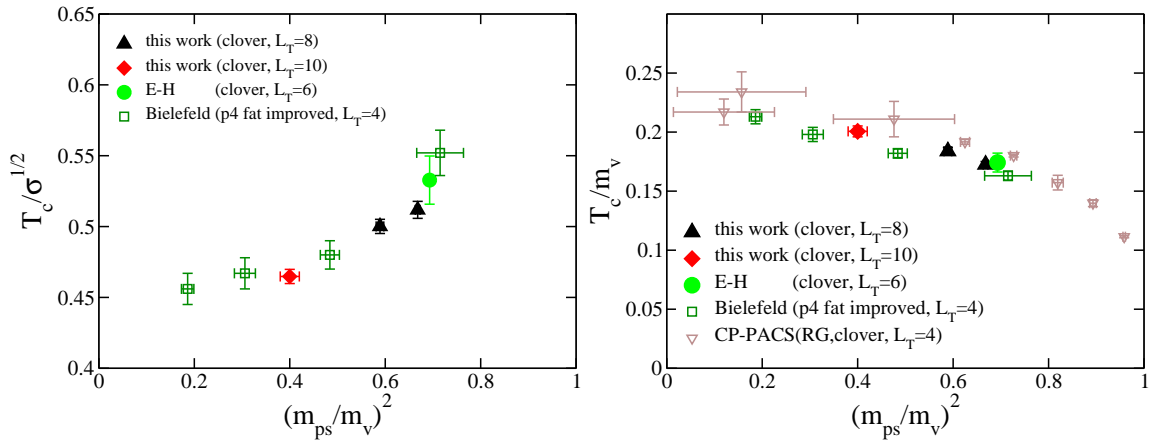 0.65
this work (clover, L_T=8)
this work (clover, L_T=10)
E-H (clover, L_T=6)
Bielefeld (p4 fat improved, L_T=4)
0.6
0.55
0.5
0.45
0.4
T_c/σ^{1/2}
0 0.2 0.4 0.6 0.8 1
(m_ps/m_v)^2
0.25
0.2
0.15
0.1
0.05
0
T_c/m_v
this work (clover, L_T=8)
this work (clover, L_T=10)
E-H (clover, L_T=6)
Bielefeld (p4 fat improved, L_T=4)
CP-PACS(RG,clover, L_T=4)
0 0.2 0.4 0.6 0.8 1
(m_ps/m_v)^2